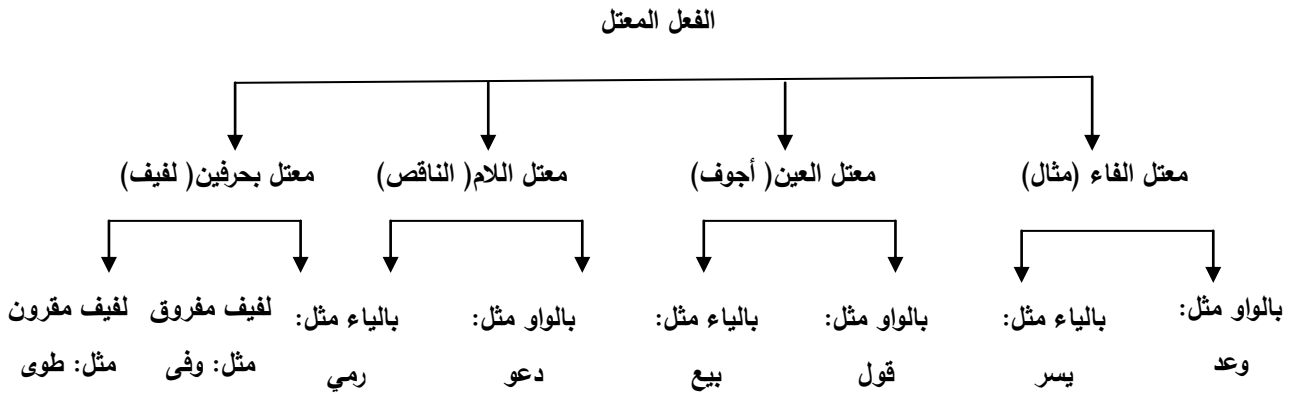 الفعل المعتل
معتل الفاء (مثال)
معتل العين( أجوف)
معتل اللام( الناقص)
معتل بحرفين( لفيف)
بالواو مثل:
وعد
بالياء مثل:
يسر
بالواو مثل:
قول
بالياء مثل:
بيع
بالواو مثل:
دعو
بالياء مثل:
رمي
لفيف مفروق
مثل: وفى
لفيف مقرون
مثل: طوى